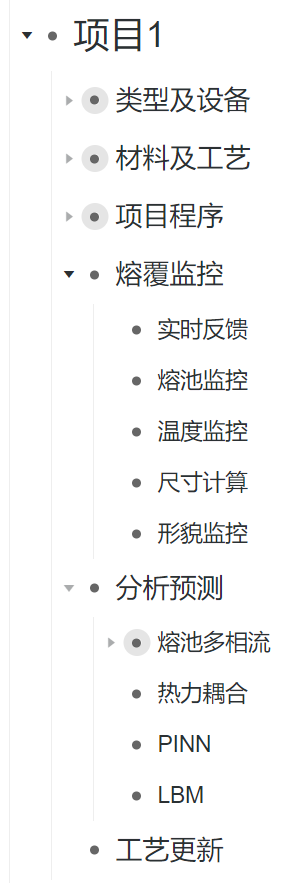 项目1
类型及设备
材料及工艺
项目程序
熔覆监控
实时反馈
熔池监控
温度监控
尺寸计算
形貌监控
分析预测
熔池多相流
热力耦合
PINN
LBM
工艺更新